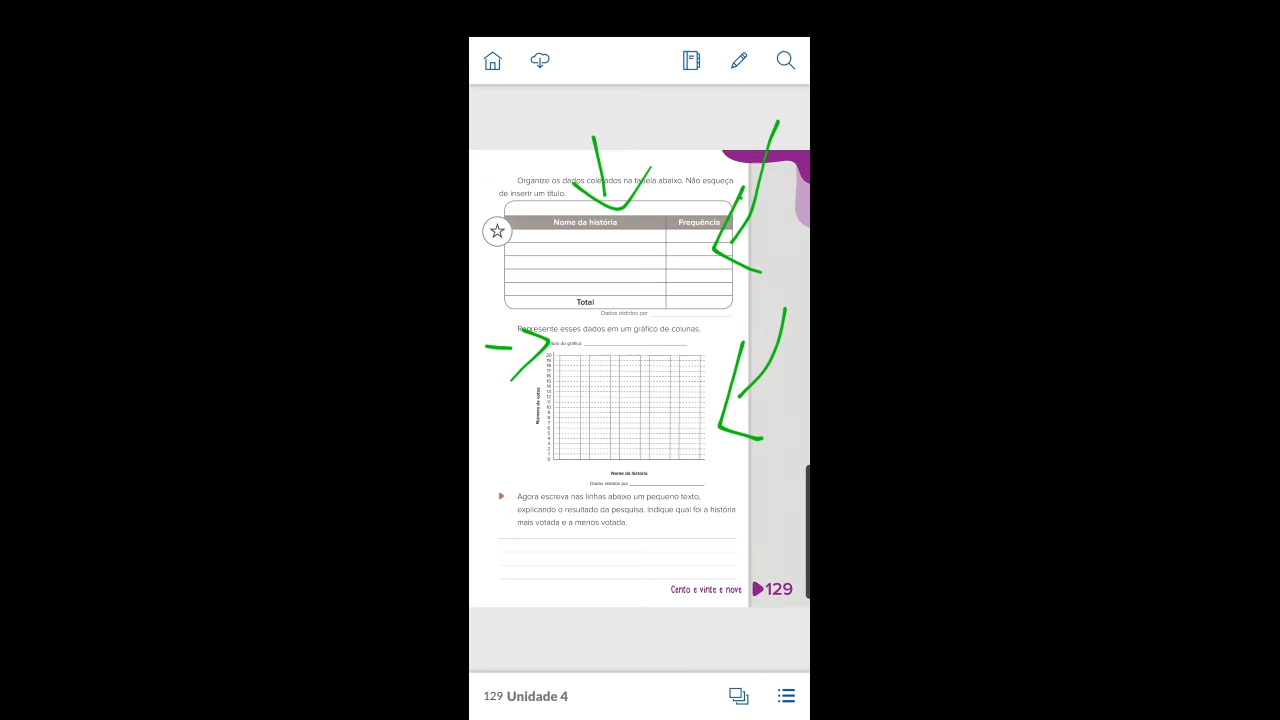 Organize os dados coletados na tabela abaixo. Não esqueça
de inserir um título.
Nome da história Frequência
Total
Dados obtidos por
Represente esses dados em um gráfico de colunas.
do gráfico:
20
19
18
17
16
15
14
13
12
11
10
9
8
7
6
5
4
3
2
1
0
Número de votos
Nome da história
Dados obtidos por
Agora escreva nas linhas abaixo um pequeno texto,
explicando o resultado da pesquisa. Indique qual foi a história
mais votada e a menos votada.
Cento e vinte e nove 129
129 Unidade 4